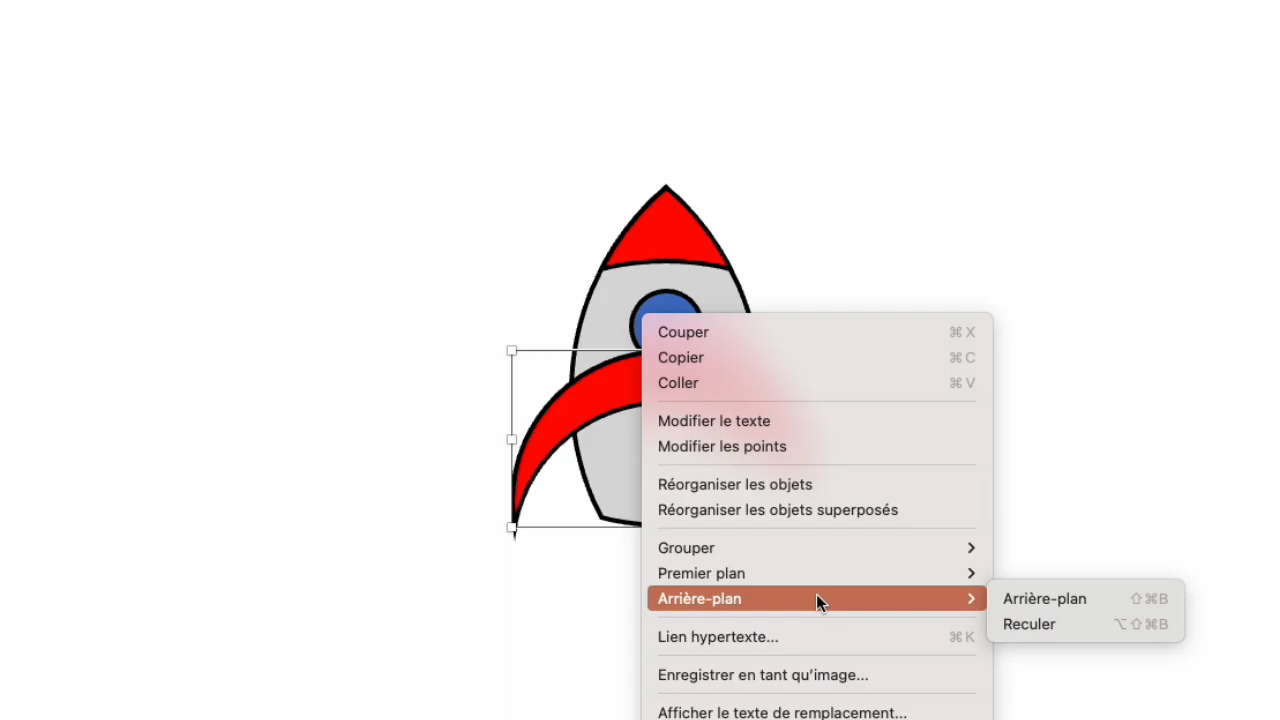 Couper ⌘ X
Copier ⌘ C
Coller ⌘ V
Modifier le texte
Modifier les points
Réorganiser les objets
Réorganiser les objets superposés
Grouper
Premier plan
Arrière-plan
Arrière-plan ⇧⌘B
Reculer ⌥⇧⌘B
Lien hypertexte... ⌘ K
Enregistrer en tant qu’image...
Afficher le texte de remplacement...